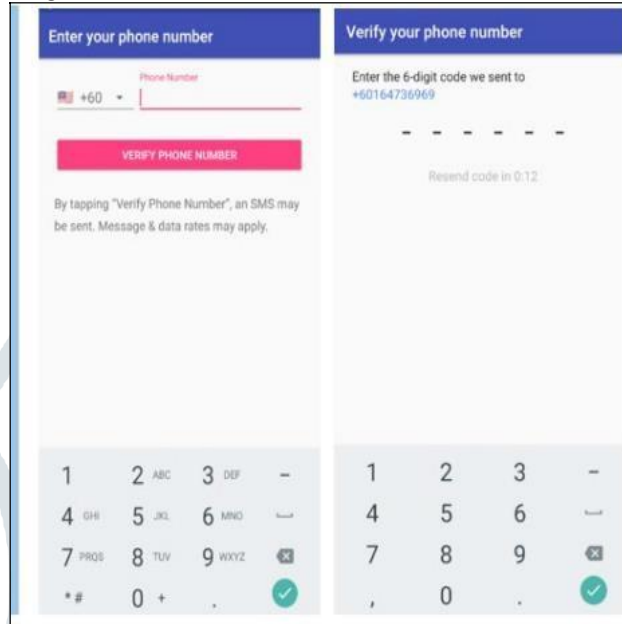 Enter your phone number
Phone Number
+60
VERIFY PHONE NUMBER
By tapping "Verify Phone Number", an SMS may
be sent. Message & data rates may apply.
1
2 ABC
3 DEF
-
4 GHI
5 JKL
6 MNO
7 PRQS
8 TUV
9 WXYZ
* #
0 +
.
Verify your phone number
Enter the 6-digit code we sent to
+60164736969
- - - - - -
Resend code in 0:12
1
2
3
-
4
5
6
7
8
9
,
0
.